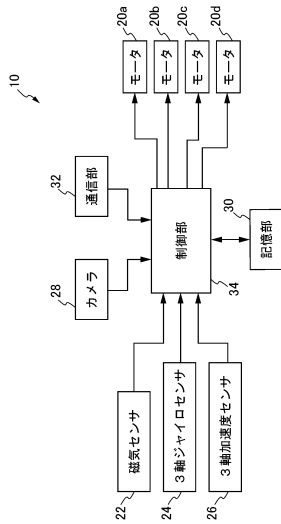 10
22
磁気センサ
24
3軸ジャイロセンサ
26
3軸加速度センサ
28
カメラ
32
通信部
34
制御部
30
記憶部
20a
モータ
20b
モータ
20c
モータ
20d
モータ